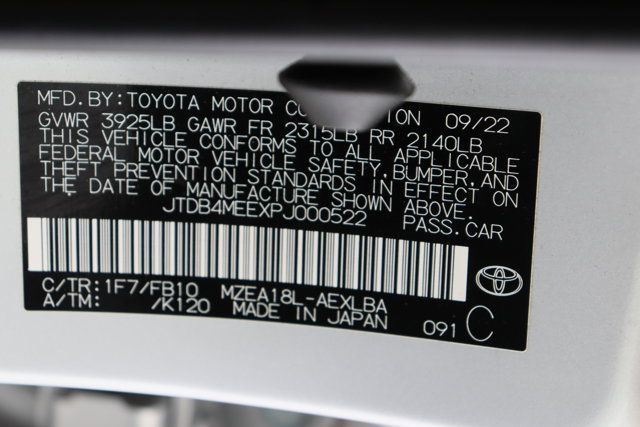 MFD. BY: TOYOTA MOTOR CO TION 09/22
GVWR 3925LB GAWR FR 2315LB RR 2140LB
THIS VEHICLE CONFORMS TO ALL APPLICABLE
FEDERAL MOTOR VEHICLE SAFETY, BUMPER, AND
THEFT PREVENTION STANDARDS IN EFFECT ON
THE DATE OF MANUFACTURE SHOWN ABOVE.
JTDB4MEEXPJ000522 PASS. CAR
C/TR: 1F7/FB10 MZEA18L-AEXLBA
A/TM: /K120 MADE IN JAPAN 091 C